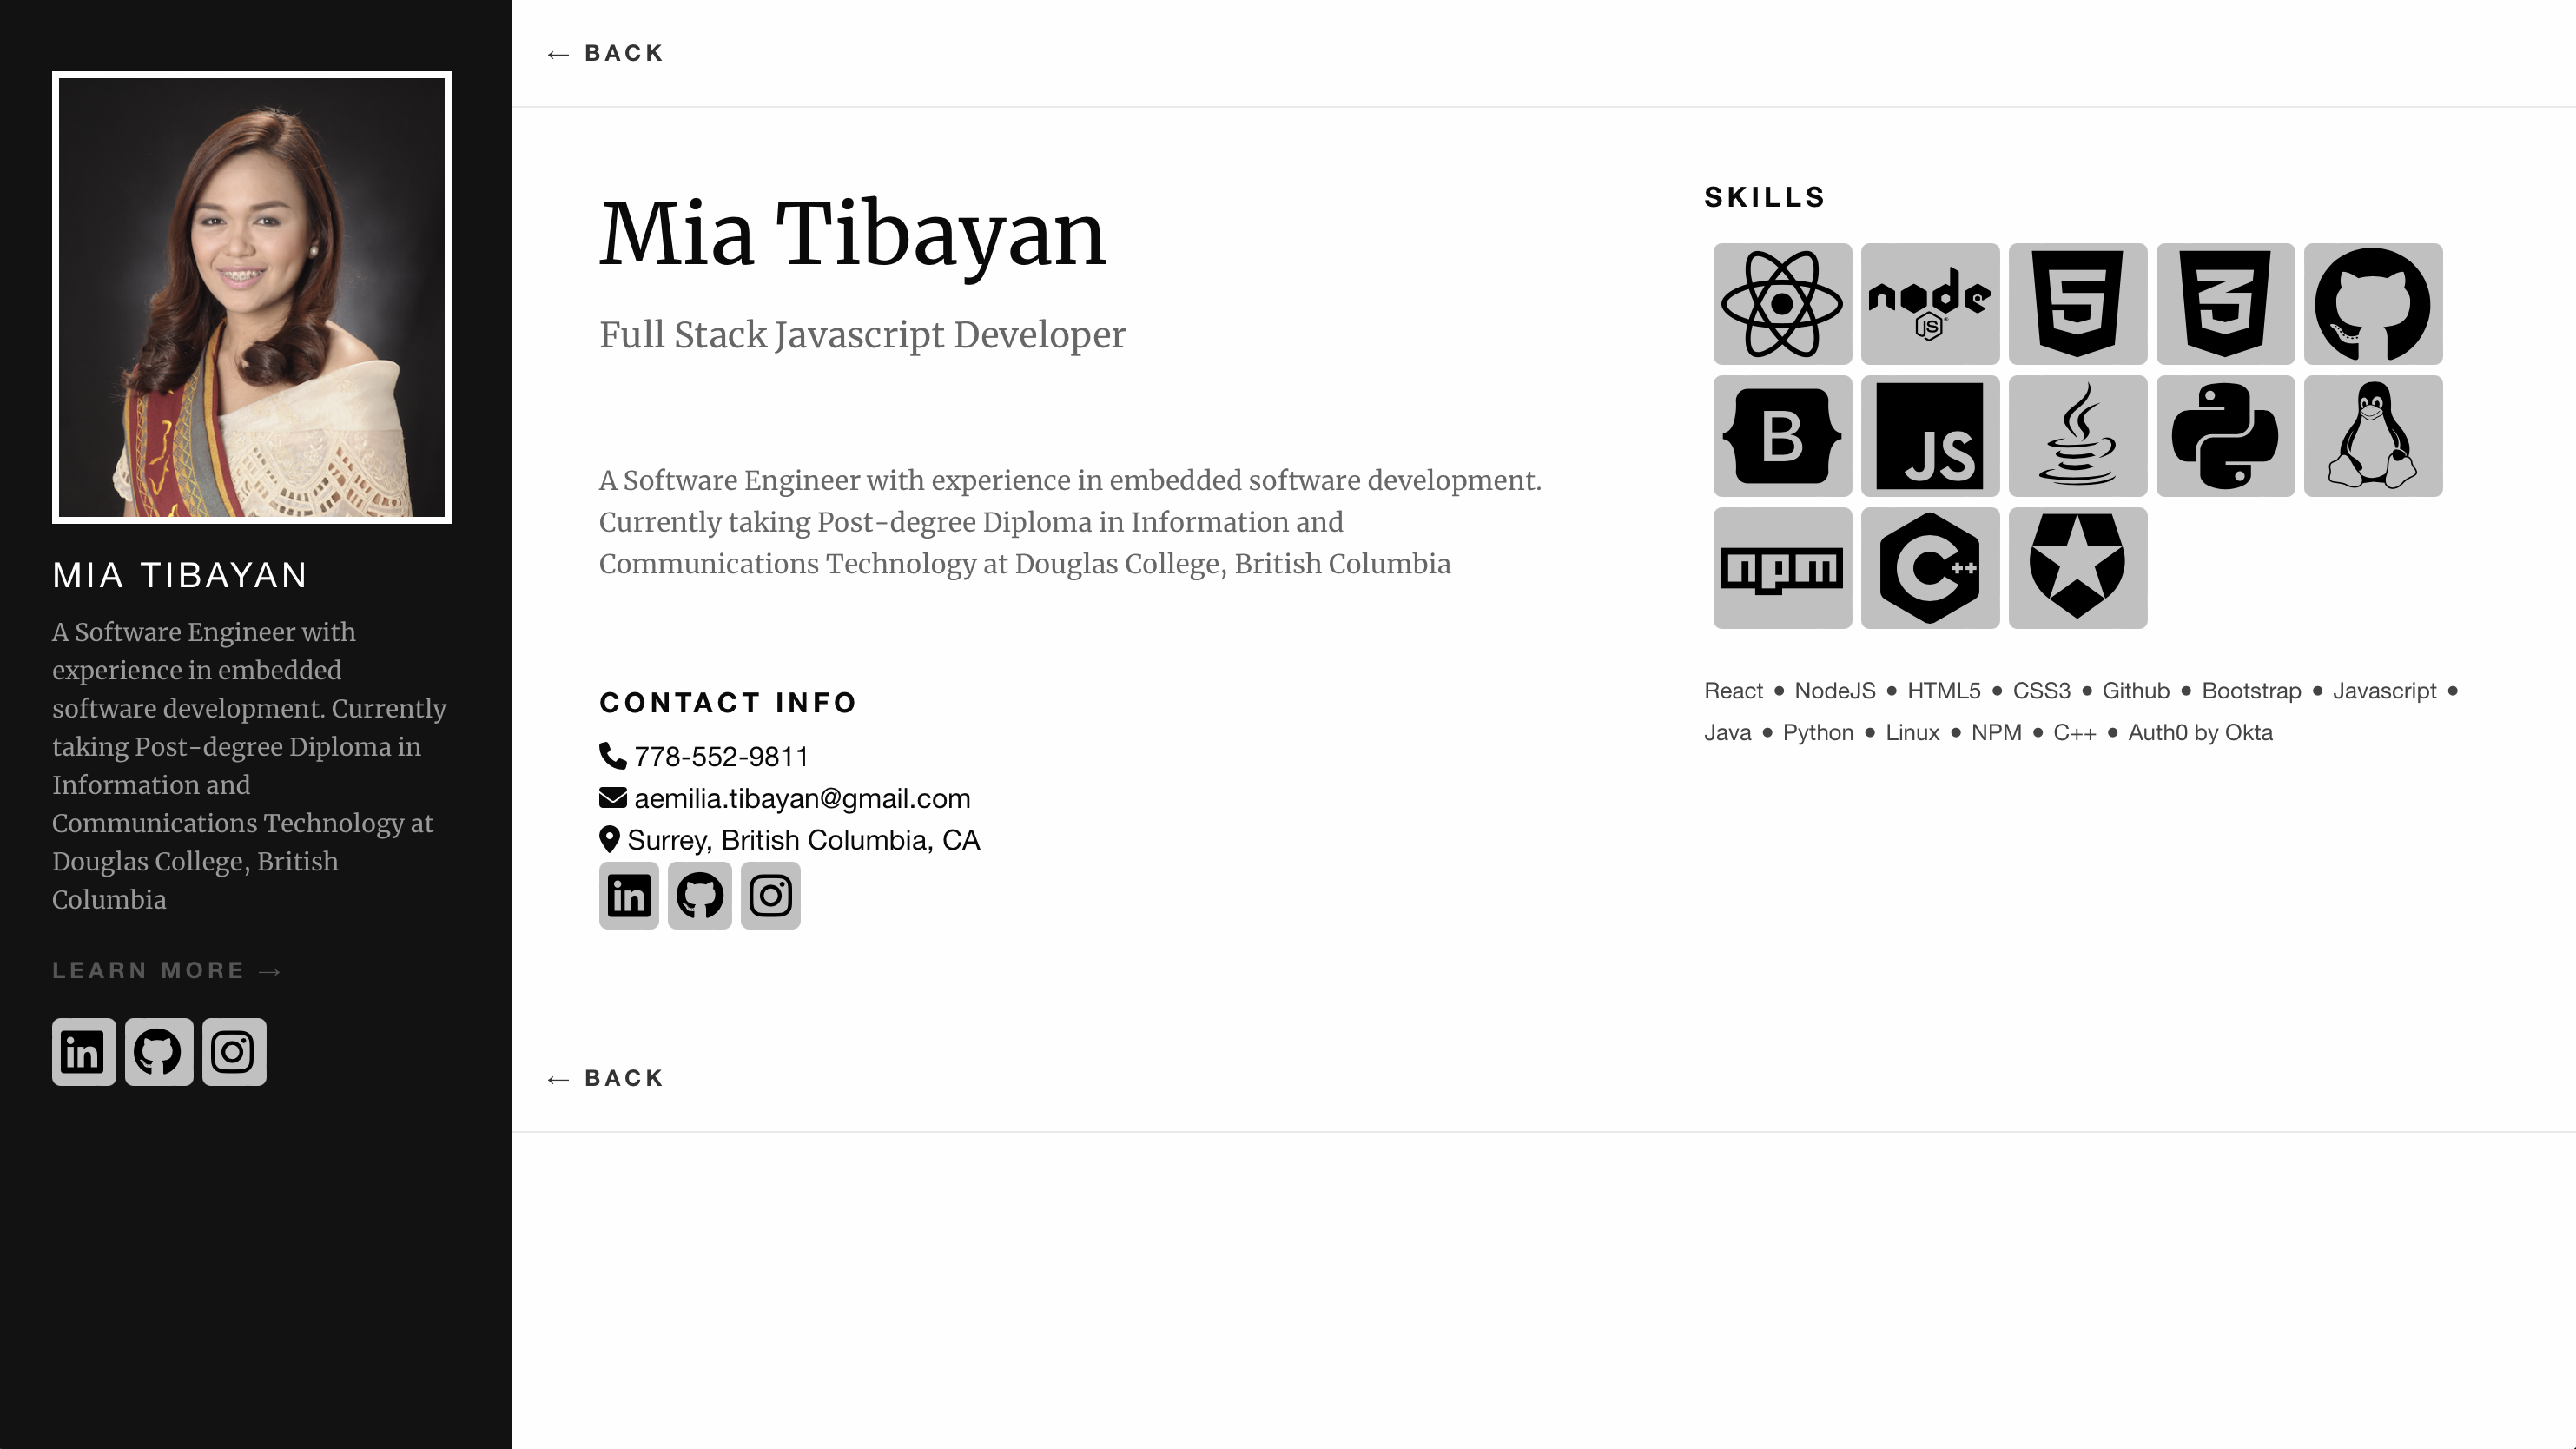 MIA TIBAYAN
A Software Engineer with
experience in embedded
software development. Currently
taking Post-degree Diploma in
Information and
Communications Technology at
Douglas College, British
Columbia
LEARN MORE →
in
← BACK
Mia Tibayan
Full Stack Javascript Developer
A Software Engineer with experience in embedded software development.
Currently taking Post-degree Diploma in Information and
Communications Technology at Douglas College, British Columbia
CONTACT INFO
778-552-9811
aemilia.tibayan@gmail.com
Surrey, British Columbia, CA
in
SKILLS
node JS 5 3
B JS
npm C++
React • NodeJS • HTML5 • CSS3 • Github • Bootstrap • Javascript •
Java • Python • Linux • NPM • C++ • Auth0 by Okta
← BACK